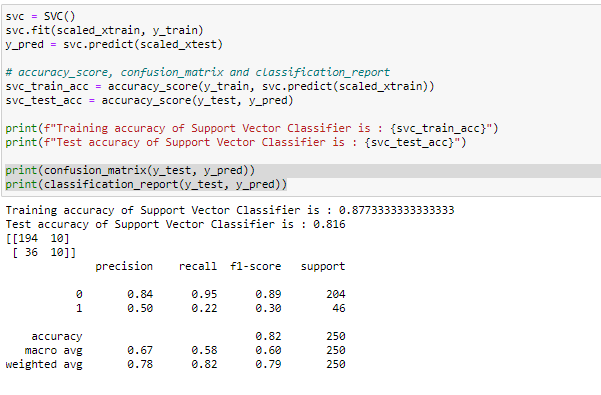 svc = SVC()
svc.fit(scaled_xtrain, y_train)
y_pred = svc.predict(scaled_xtest)
# accuracy_score, confusion_matrix and classification_report
svc_train_acc = accuracy_score(y_train, svc.predict(scaled_xtrain))
svc_test_acc = accuracy_score(y_test, y_pred)
print(f"Training accuracy of Support Vector Classifier is : {svc_train_acc}")
print(f"Test accuracy of Support Vector Classifier is : {svc_test_acc}")
print(confusion_matrix(y_test, y_pred))
print(classification_report(y_test, y_pred))
Training accuracy of Support Vector Classifier is : 0.8773333333333333
Test accuracy of Support Vector Classifier is : 0.816
[[194  10]
 [ 36  10]]
precision recall f1-score support
0 0.84 0.95 0.89 204
1 0.50 0.22 0.30 46
accuracy 0.82 250
macro avg 0.67 0.58 0.60 250
weighted avg 0.78 0.82 0.79 250